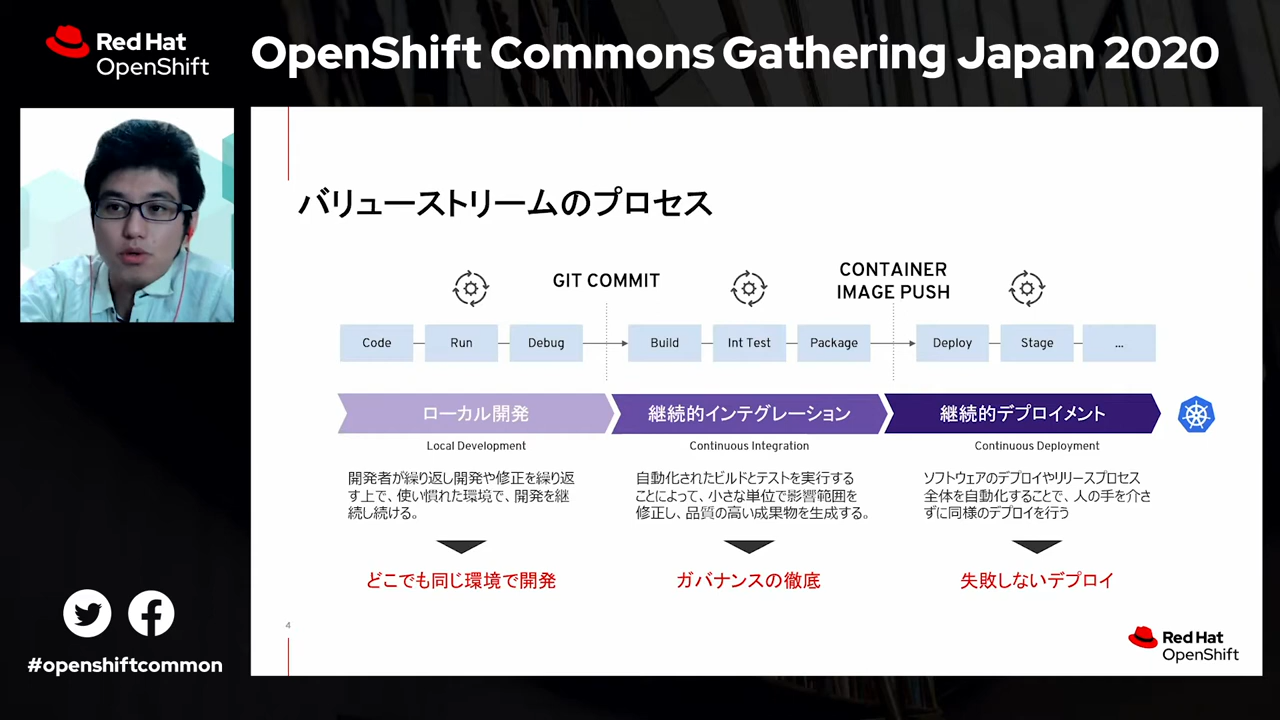 Red Hat
OpenShift
OpenShift Commons Gathering Japan 2020
バリューストリームのプロセス
GIT COMMIT
CONTAINER
IMAGE PUSH
Code
Run
Debug
Build
Int Test
Package
Deploy
Stage
...
ローカル開発
継続的インテグレーション
継続的デプロイメント
Local Development
Continuous Integration
Continuous Deployment
開発者が繰り返し開発や修正を繰り返
す上で、使い慣れた環境で、開発を継
続し続ける。
自動化されたビルドとテストを実行する
ことによって、小さな単位で影響範囲を
修正し、品質の高い成果物を生成する。
ソフトウェアのデプロイやリリースプロセス
全体を自動化することで、人の手を介さ
ずに同様のデプロイを行う
どこでも同じ環境で開発
ガバナンスの徹底
失敗しないデプロイ
4
Red Hat
OpenShift
#openshiftcommon